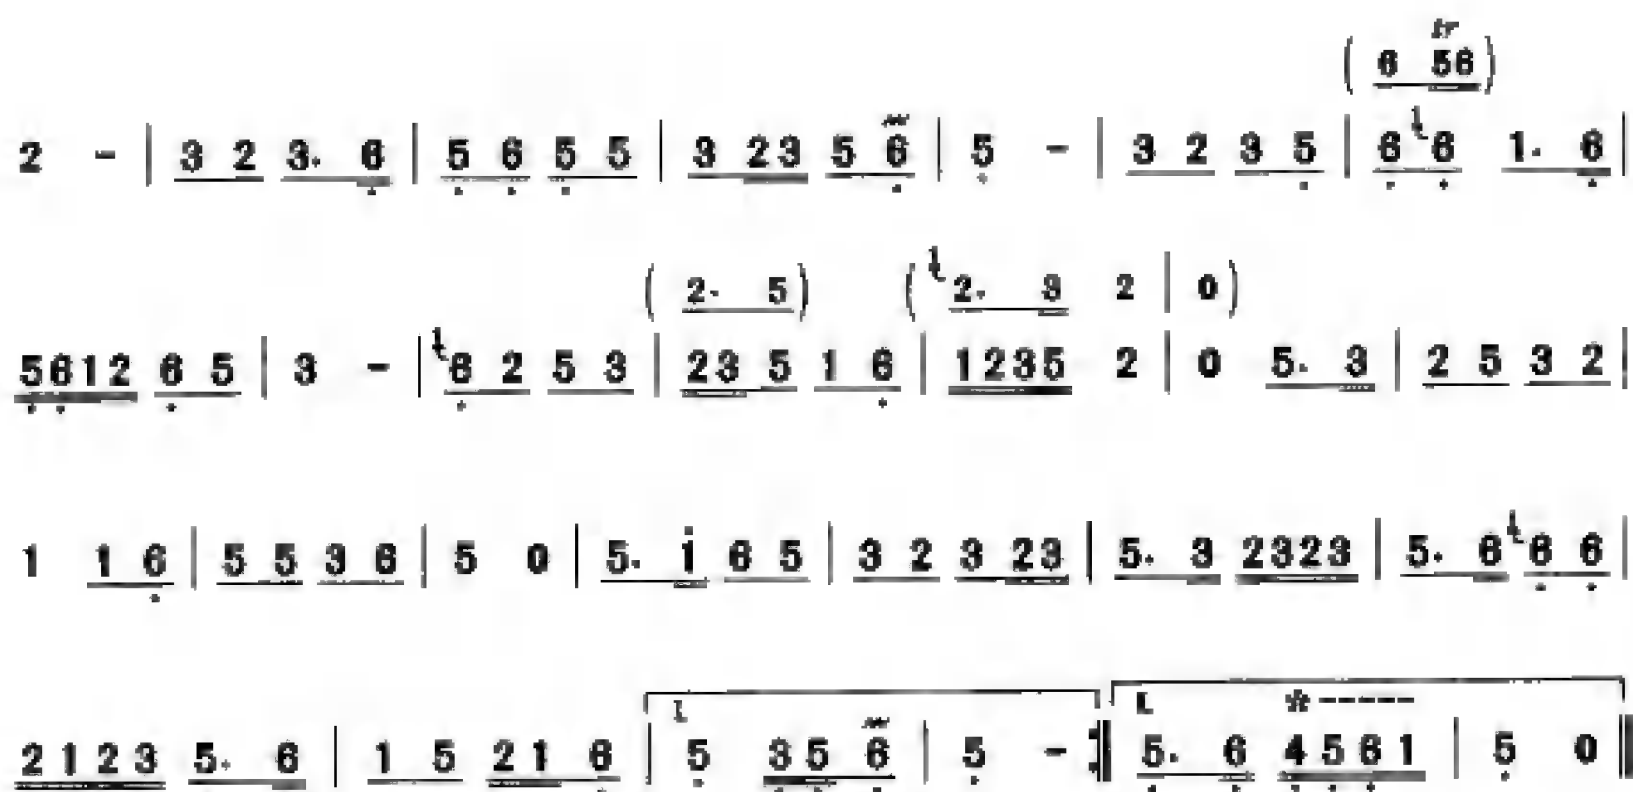 tr
( 6 56 )
2 - | 3 2 3. 6 | 5 6 5 5 | 3 23 5 6 | 5 - | 3 2 3 5 | 6 6 1. 6 |
( 2. 5 ) ( 2. 3 2 | 0 )
5612 6 5 | 3 - | 6 2 5 3 | 23 5 1 6 | 1235 2 | 0 5. 3 | 2 5 3 2 |
1 1 6 | 5 5 3 6 | 5 0 | 5. i 6 5 | 3 2 3 23 | 5. 3 2323 | 5. 6 6 6 |
2123 5. 6 | 1 5 21 6 | 5 35 6 | 5 - :‖ 5. 6 4561 | 5 0 ‖